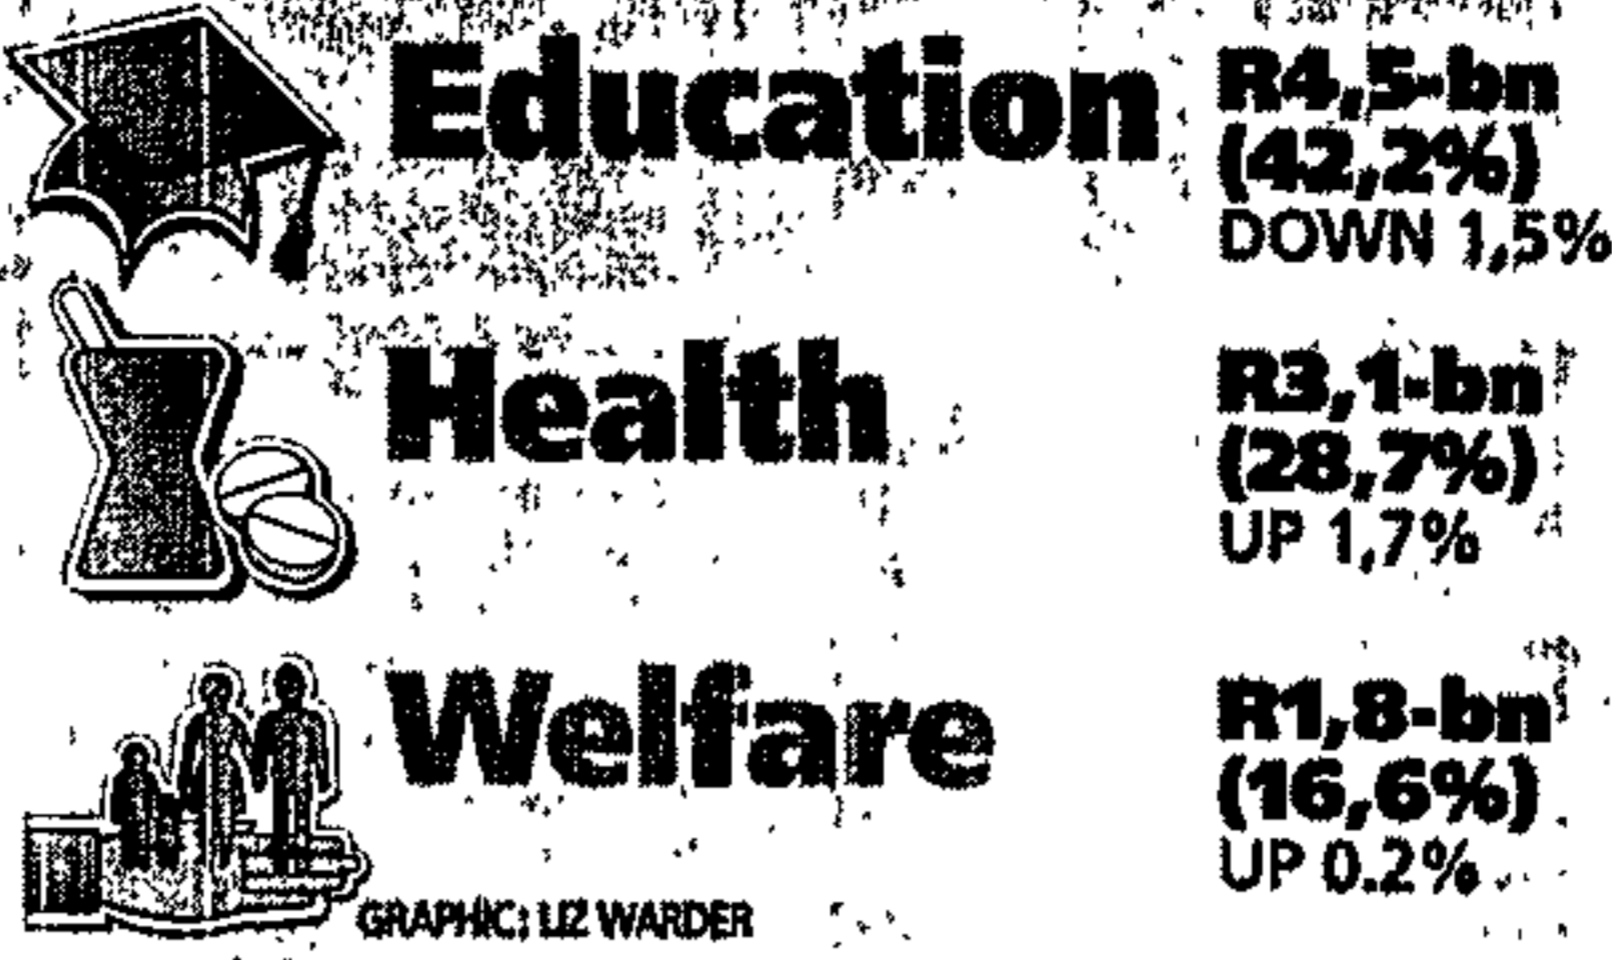 Education
R4,5-bn
(42,2%)
DOWN 1,5%
Health
R3,1-bn
(28,7%)
UP 1,7%
Welfare
R1,8-bn
(16,6%)
UP 0.2%
GRAPHIC: LIZ WARDER